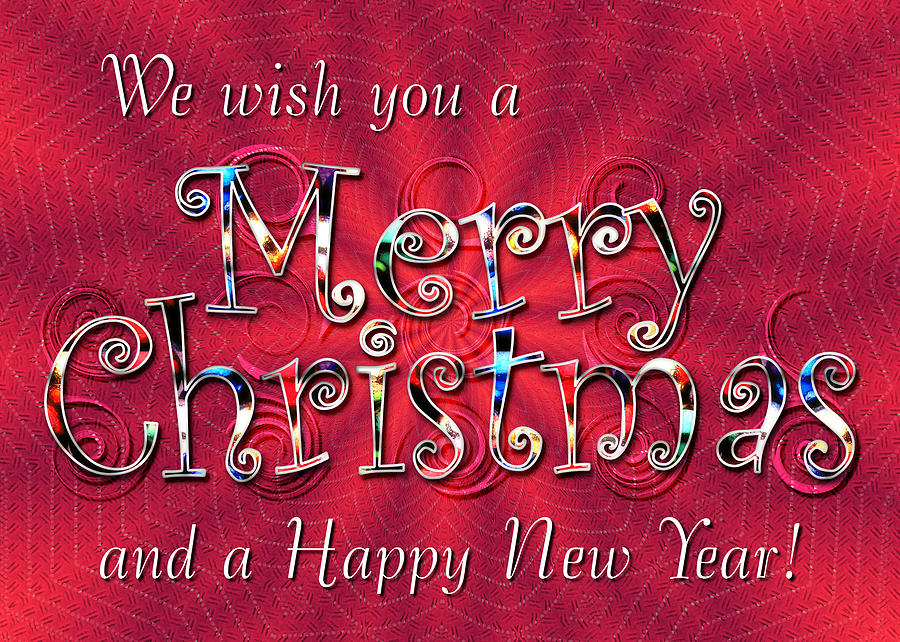 We wish you a
Merry
Christmas
and a Happy New Year!